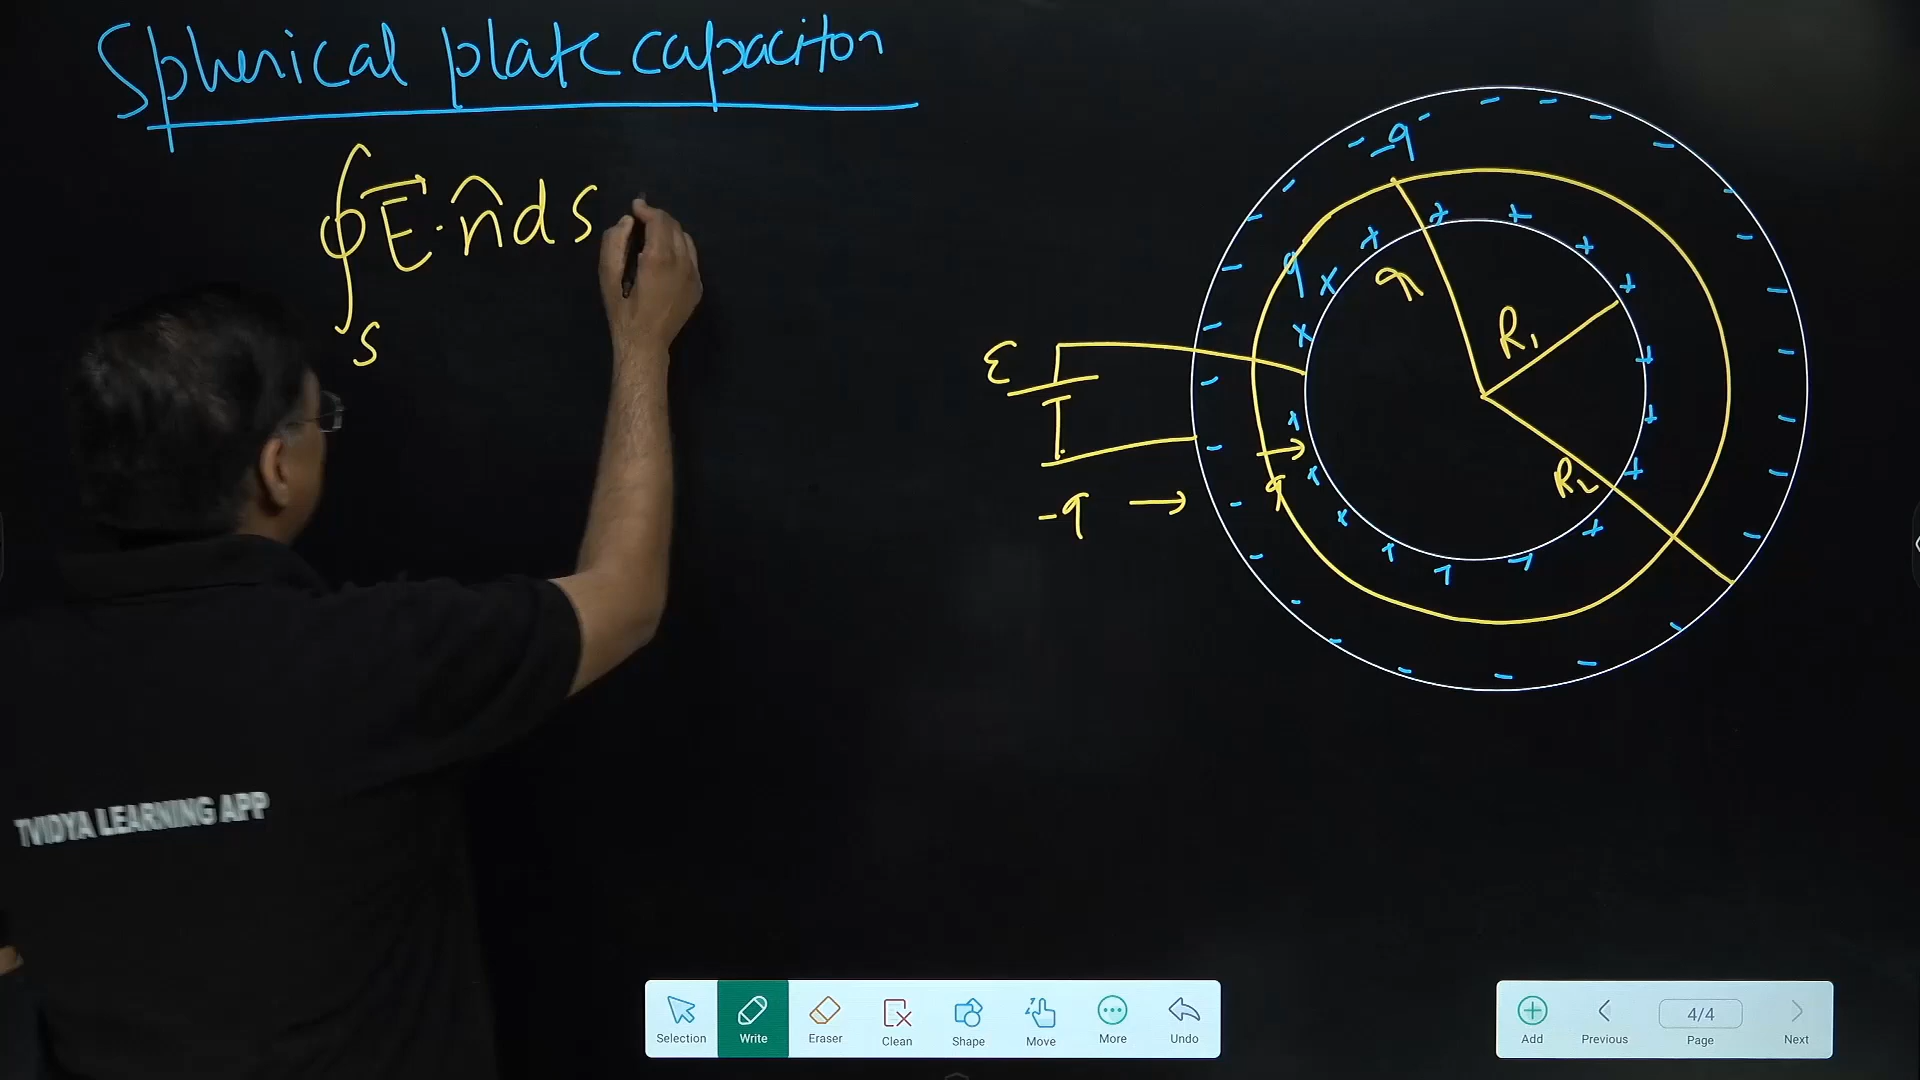 Spherical plate capacitor
∮ E⃗ · n̂ ds
s
-q
q
r
R₁
R₂
ε
q
-q →
TVIDYA LEARNING APP
Selection Write Eraser Clean Shape Move More Undo
Add Previous 4/4 Page Next